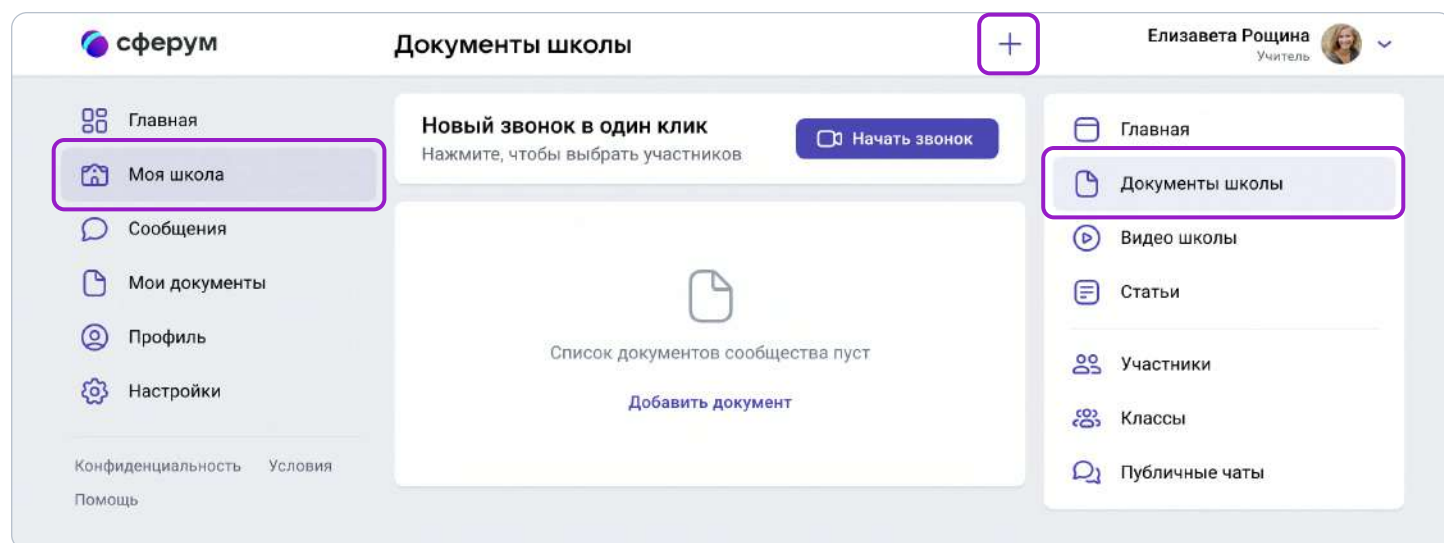 сферум
Документы школы
Елизавета Рощина
Учитель
Главная
Моя школа
Сообщения
Мои документы
Профиль
Настройки
Конфиденциальность Условия
Помощь
Новый звонок в один клик
Нажмите, чтобы выбрать участников
Начать звонок
Список документов сообщества пуст
Добавить документ
Главная
Документы школы
Видео школы
Статьи
Участники
Классы
Публичные чаты